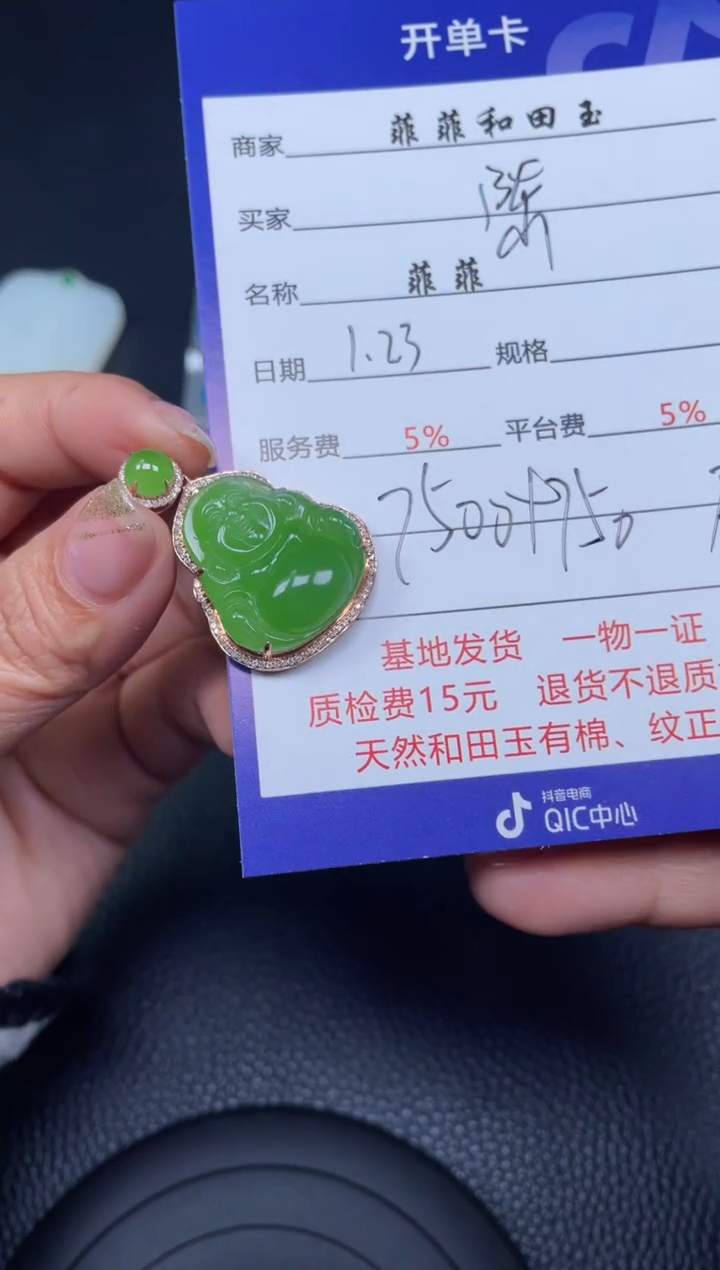 开单卡
商家 菲菲和田玉
买家
名称 菲菲
日期 1.23 规格
服务费 5% 平台费 5%
7500+750
基地发货 一物一证
质检费15元 退货不退质
天然和田玉有棉、纹正
抖音电商
QIC中心